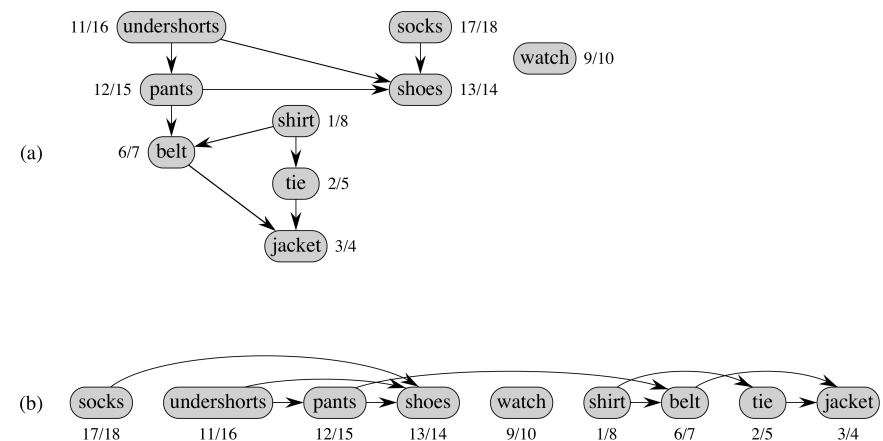 11/16 undershorts socks 17/18
watch 9/10
12/15 pants shoes 13/14
shirt 1/8
(a) 6/7 belt
tie 2/5
jacket 3/4
(b) socks undershorts pants shoes watch shirt belt tie jacket
17/18 11/16 12/15 13/14 9/10 1/8 6/7 2/5 3/4